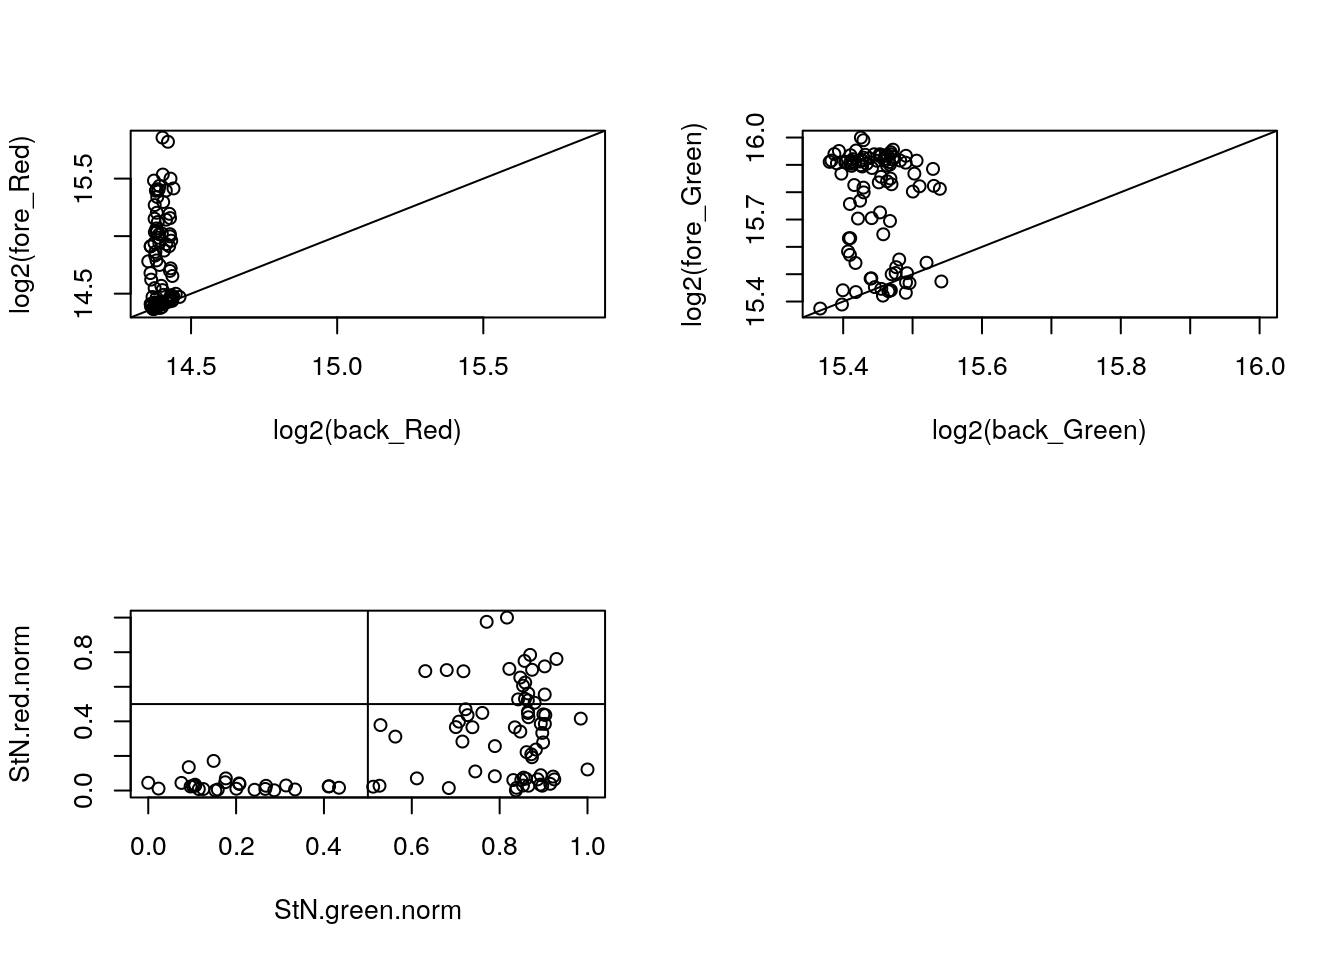 log2(fore_Red)
15.5
14.5
14.5 15.0 15.5
log2(back_Red)
log2(fore_Green)
16.0
15.7
15.4
15.4 15.6 15.8 16.0
log2(back_Green)
StN.red.norm
0.8
0.4
0.0
0.0 0.2 0.4 0.6 0.8 1.0
StN.green.norm